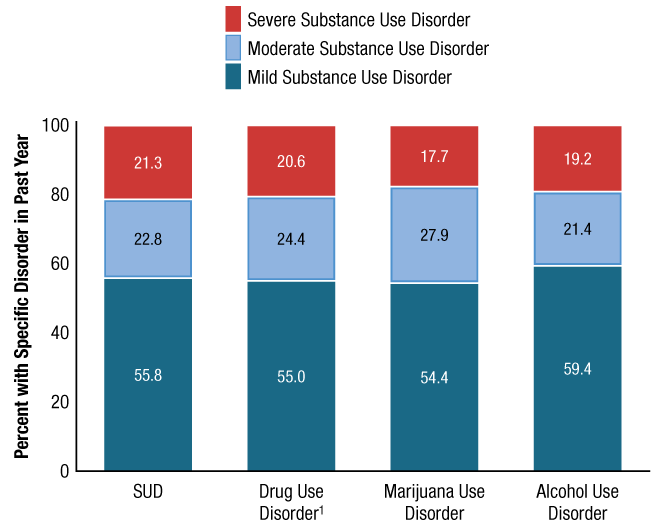 Severe Substance Use Disorder
Moderate Substance Use Disorder
Mild Substance Use Disorder
Percent with Specific Disorder in Past Year
100
80
60
40
20
0
21.3
20.6
17.7
19.2
22.8
24.4
27.9
21.4
55.8
55.0
54.4
59.4
SUD
Drug Use
Disorder¹
Marijuana Use
Disorder
Alcohol Use
Disorder